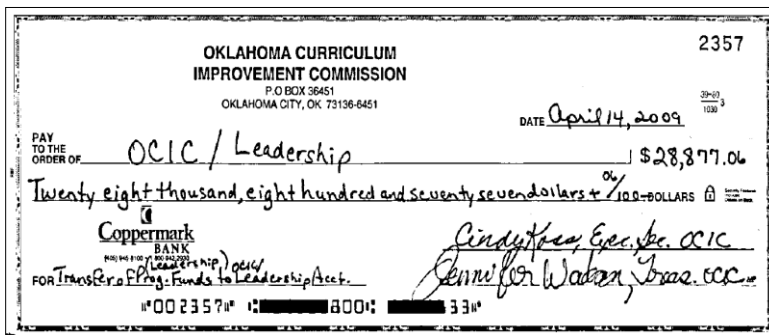 2357
OKLAHOMA CURRICULUM
IMPROVEMENT COMMISSION
P.O BOX 36451
OKLAHOMA CITY, OK 73136-6451
DATE April 14, 2009
PAY
TO THE
ORDER OF OCIC / Leadership $28,877.06
Twenty eight thousand, eight hundred and seventy seven dollars + 06/100 DOLLARS
Coppermark
BANK
Cindy Koss, Exec. Sec. OCIC
(Leadership) OCIC/
FOR Transfer of Prog. Funds to Leadership Acct.
Jennifer Watson, Treas. OCIC
⑈002357⑈ ⑆ 800⑆ 33⑈